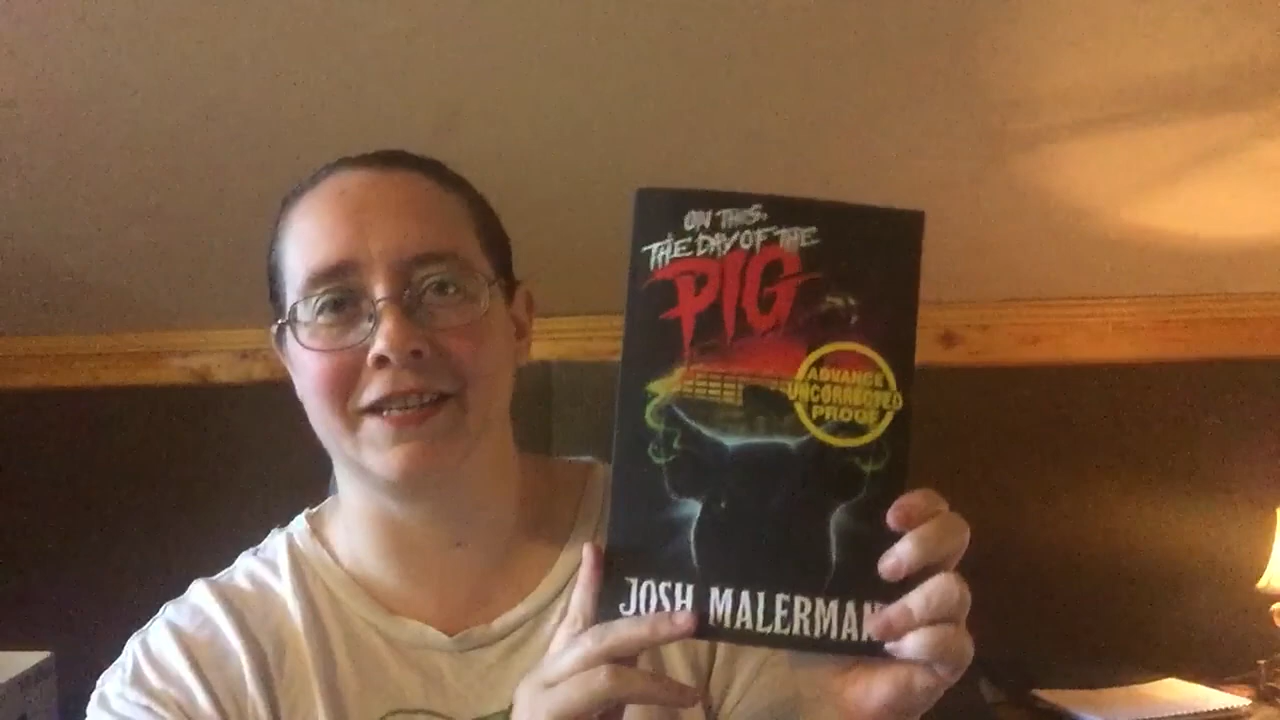 ON THIS,
THE DAY OF THE
PIG
ADVANCE
UNCORRECTED
PROOF
JOSH MALERMAN